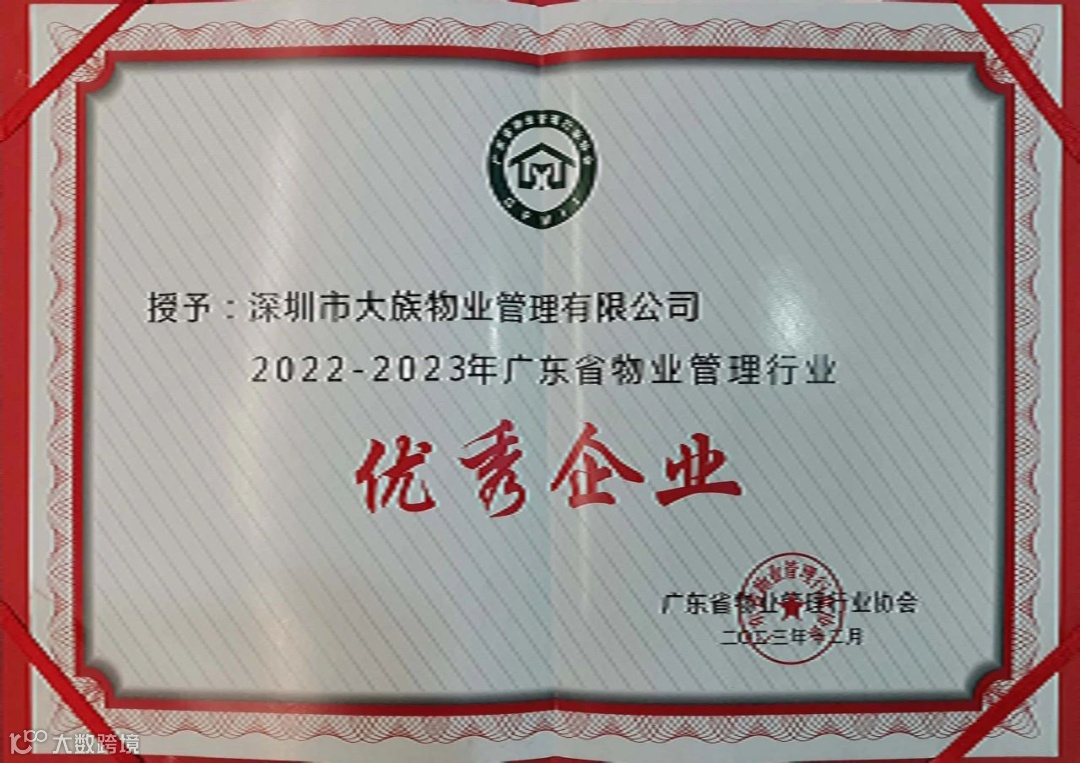 授予：深圳市大族物业管理有限公司
2022-2023年广东省物业管理行业
优秀企业
广东省物业管理行业协会
大数跨境